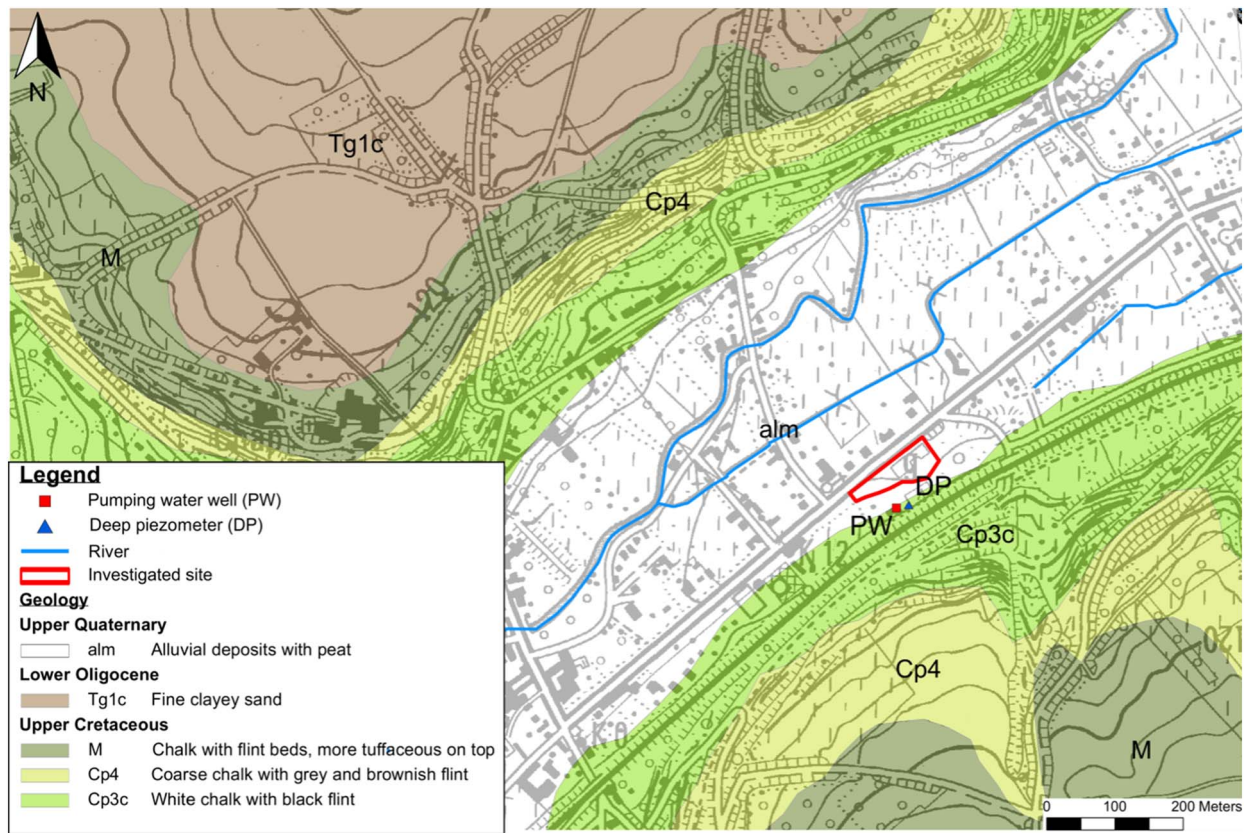 N
Tg1c
Cp4
M
120
alm
DP
PW
Cp3c
Cp4
120
M
Legend
Pumping water well (PW)
Deep piezometer (DP)
River
Investigated site
Geology
Upper Quaternary
alm Alluvial deposits with peat
Lower Oligocene
Tg1c Fine clayey sand
Upper Cretaceous
M Chalk with flint beds, more tuffaceous on top
Cp4 Coarse chalk with grey and brownish flint
Cp3c White chalk with black flint
0 100 200 Meters